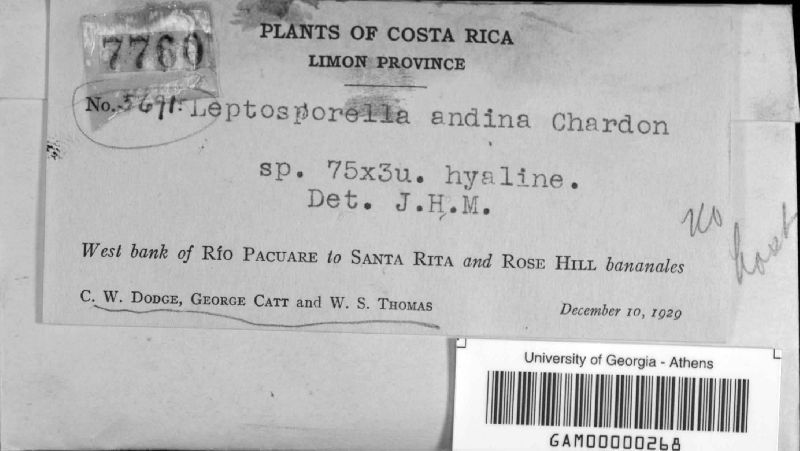 7760
PLANTS OF COSTA RICA
LIMON PROVINCE
No. 5691. Leptosporella andina Chardon
sp. 75x3u. hyaline.
Det. J.H.M.
no
host
West bank of Río Pacuare to Santa Rita and Rose Hill bananales
C. W. Dodge, George Catt and W. S. Thomas
December 10, 1929
University of Georgia - Athens
GAM00000268